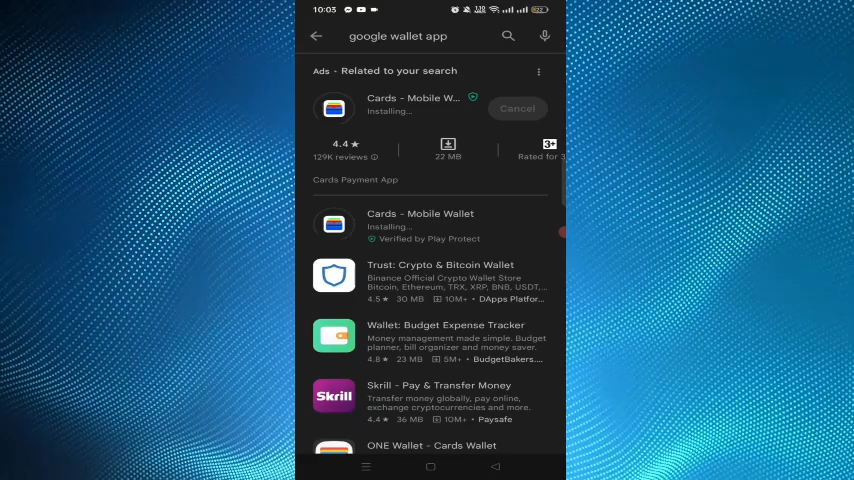 10:03
google wallet app
Ads · Related to your search
Cards - Mobile W...
Installing...
Cancel
4.4 ★
129K reviews
22 MB
3+
Rated for 3
Cards Payment App
Cards - Mobile Wallet
Installing...
Verified by Play Protect
Trust: Crypto & Bitcoin Wallet
Binance Official Crypto Wallet Store
Bitcoin, Ethereum, TRX, XRP, BNB, USDT,...
4.5 ★ 30 MB 10M+ • DApps Platfor...
Wallet: Budget Expense Tracker
Money management made simple. Budget
planner, bill organizer and money saver.
4.8 ★ 23 MB 5M+ • BudgetBakers....
Skrill
Skrill - Pay & Transfer Money
Transfer money globally, pay online,
exchange cryptocurrencies and more.
4.4 ★ 36 MB 10M+ • Paysafe
ONE Wallet - Cards Wallet